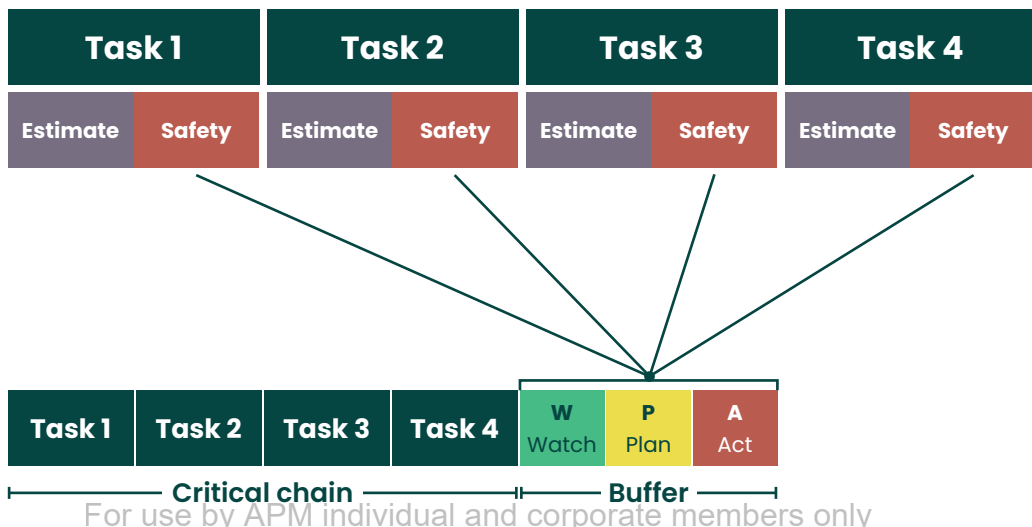 Task 1 Task 2 Task 3 Task 4
Estimate Safety Estimate Safety Estimate Safety Estimate Safety
Task 1 Task 2 Task 3 Task 4 W P A
Watch Plan Act
Critical chain Buffer
For use by APM individual and corporate members only